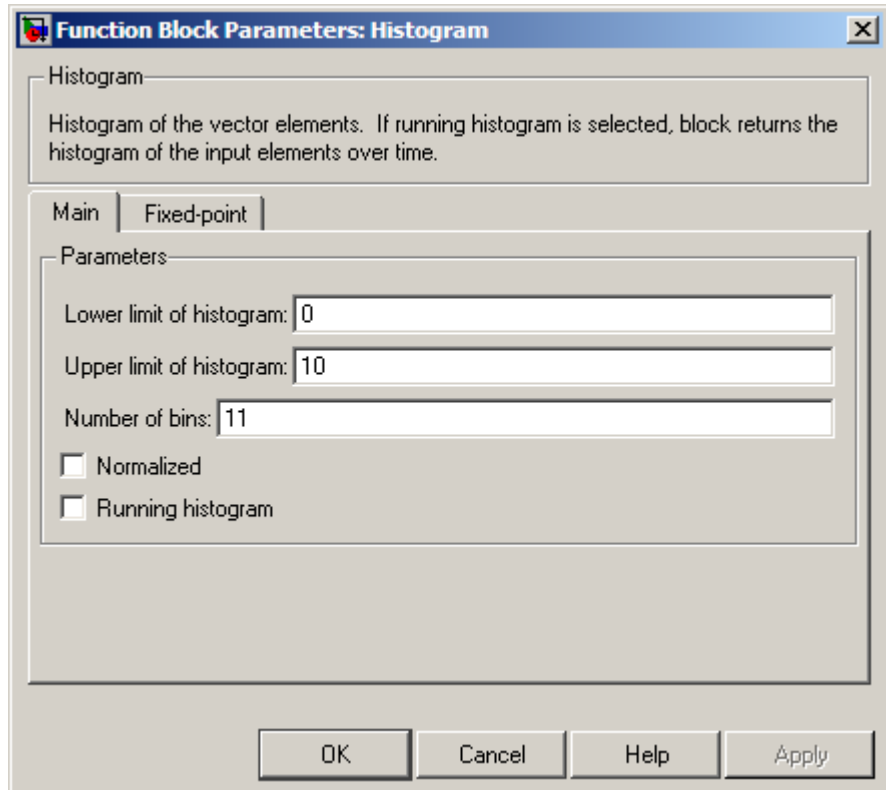 Function Block Parameters: Histogram
Histogram
Histogram of the vector elements.  If running histogram is selected, block returns the
histogram of the input elements over time.
Main Fixed-point
Parameters
Lower limit of histogram: 0
Upper limit of histogram: 10
Number of bins: 11
Normalized
Running histogram
OK Cancel Help Apply